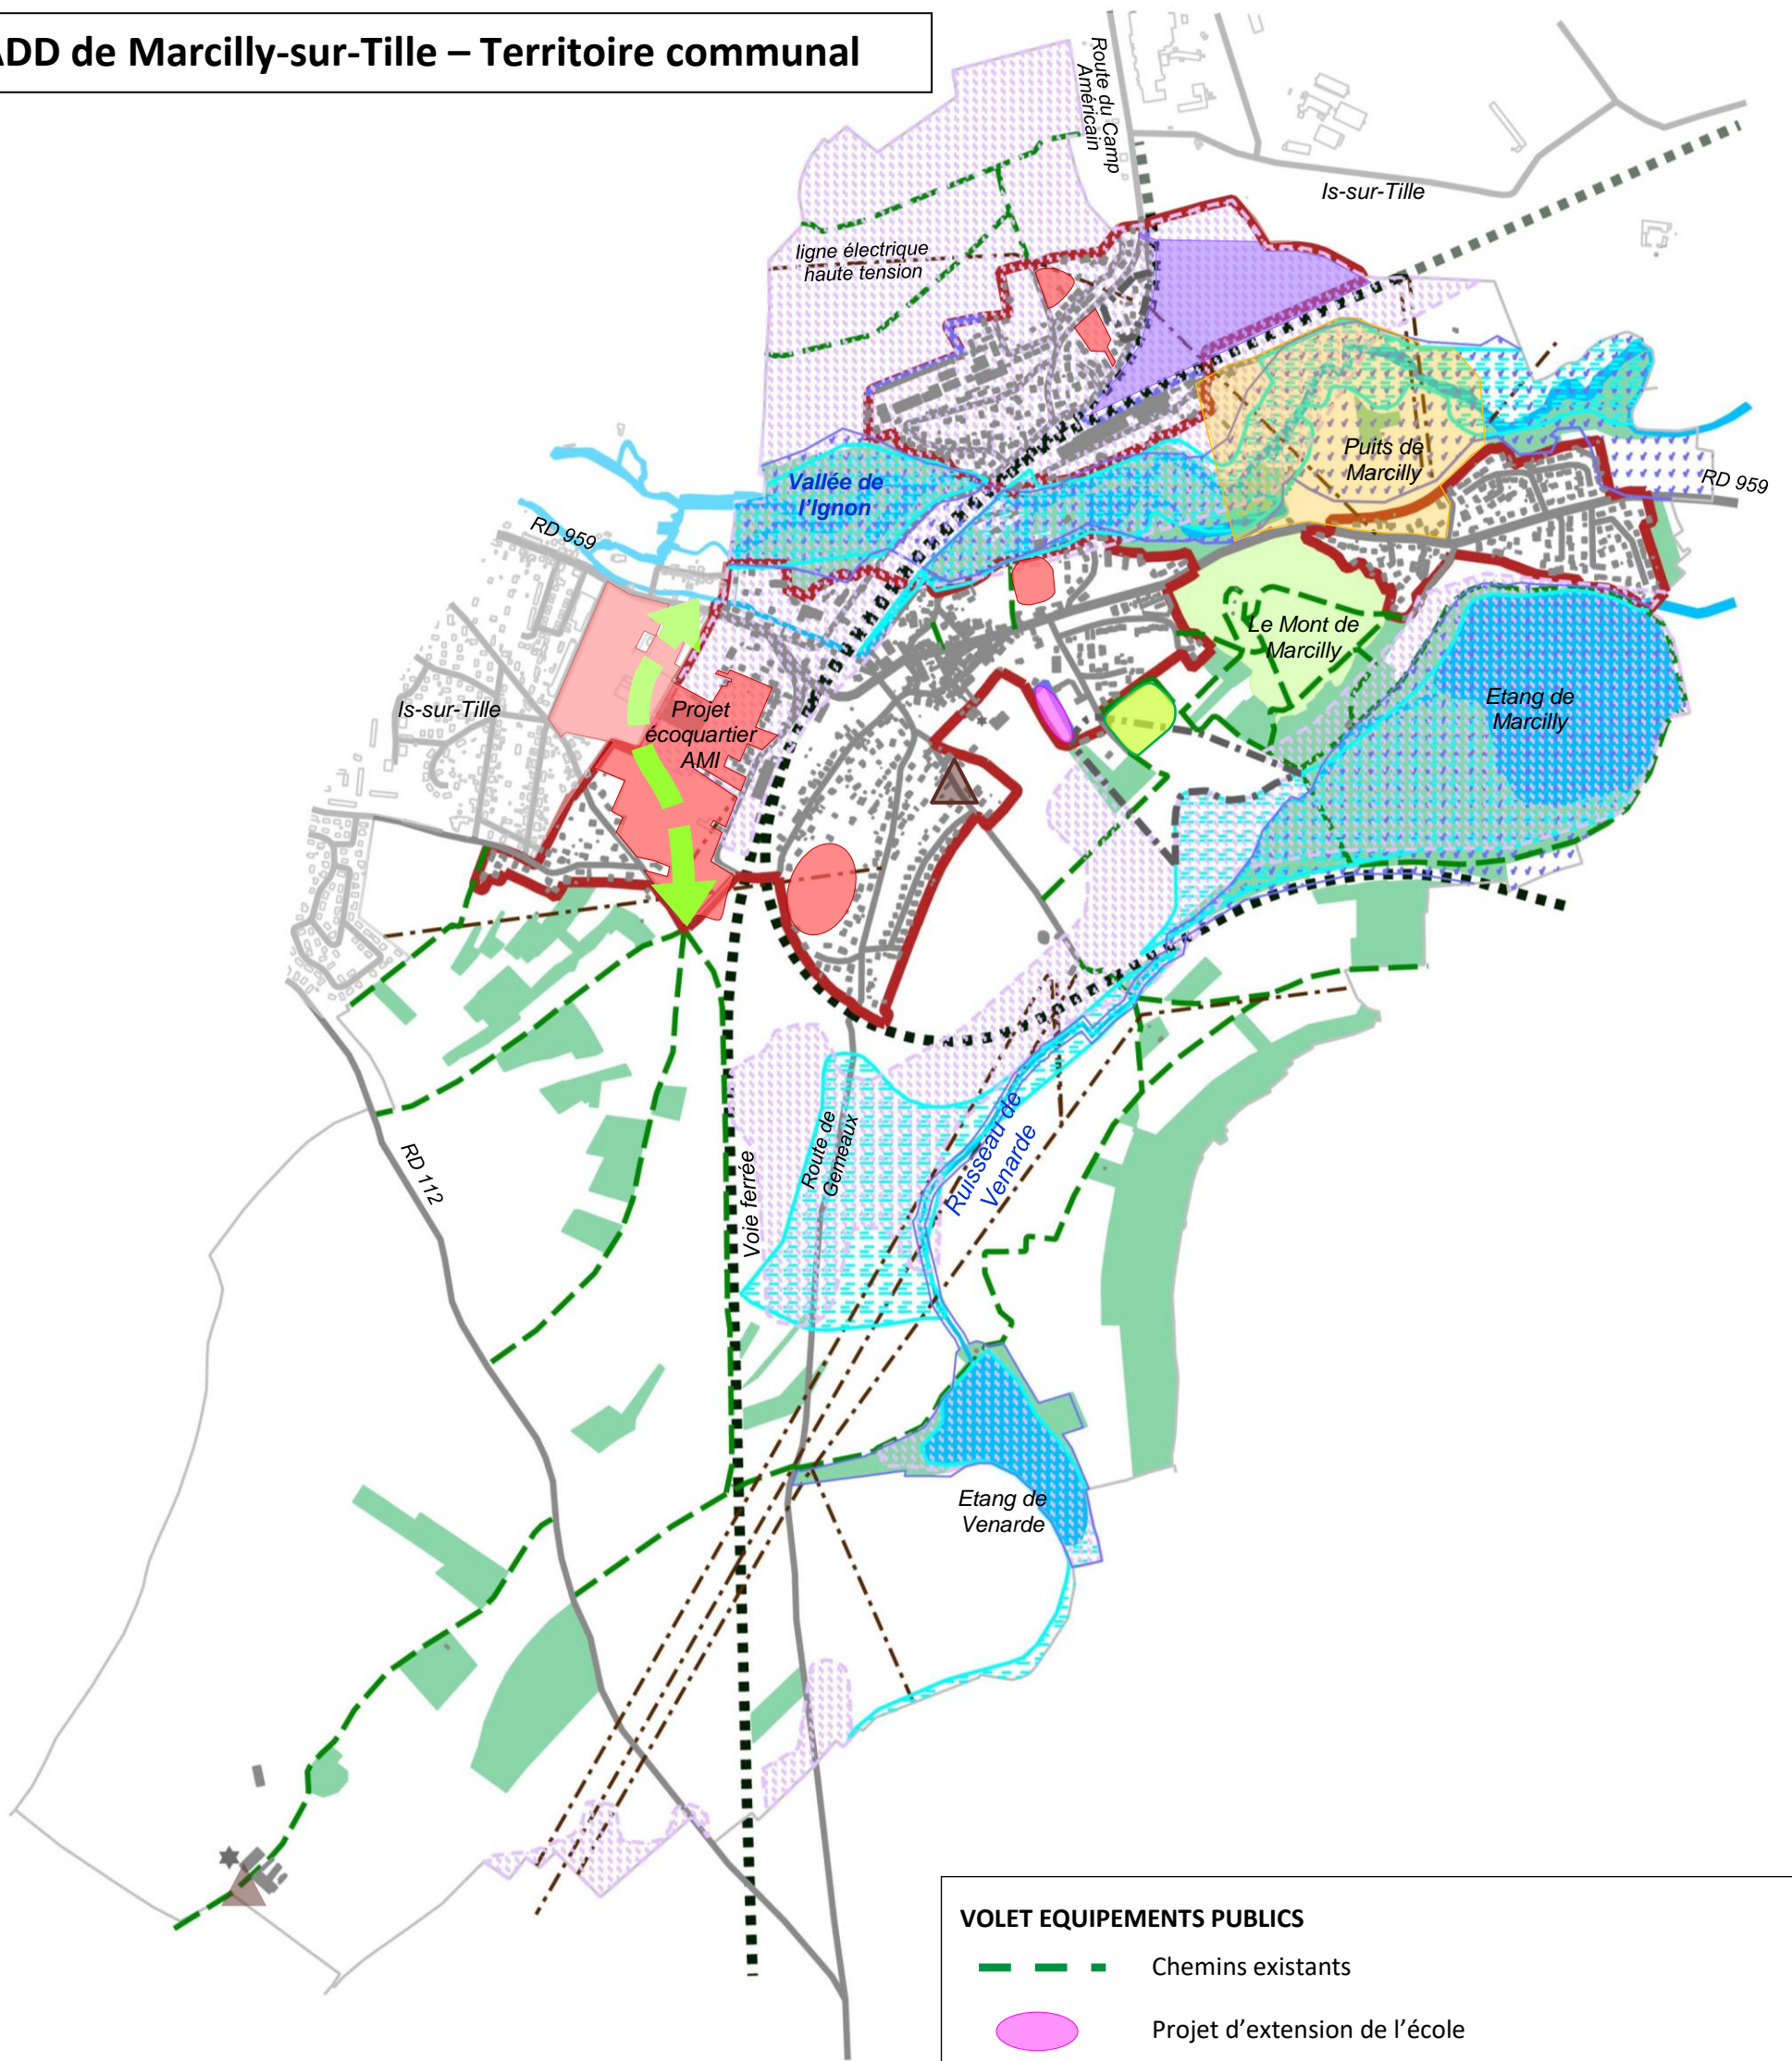 ADD de Marcilly-sur-Tille – Territoire communal
Route du Camp
Américain
Is-sur-Tille
ligne électrique
haute tension
Puits de
Marcilly
RD 959
Vallée de
l'Ignon
RD 959
Le Mont de
Marcilly
Etang de
Marcilly
Is-sur-Tille
Projet
écoquartier
AMI
Route de
Gemeaux
Ruisseau de
Venarde
RD 112
Voie ferrée
Etang de
Venarde
VOLET EQUIPEMENTS PUBLICS
Chemins existants
Projet d'extension de l'école